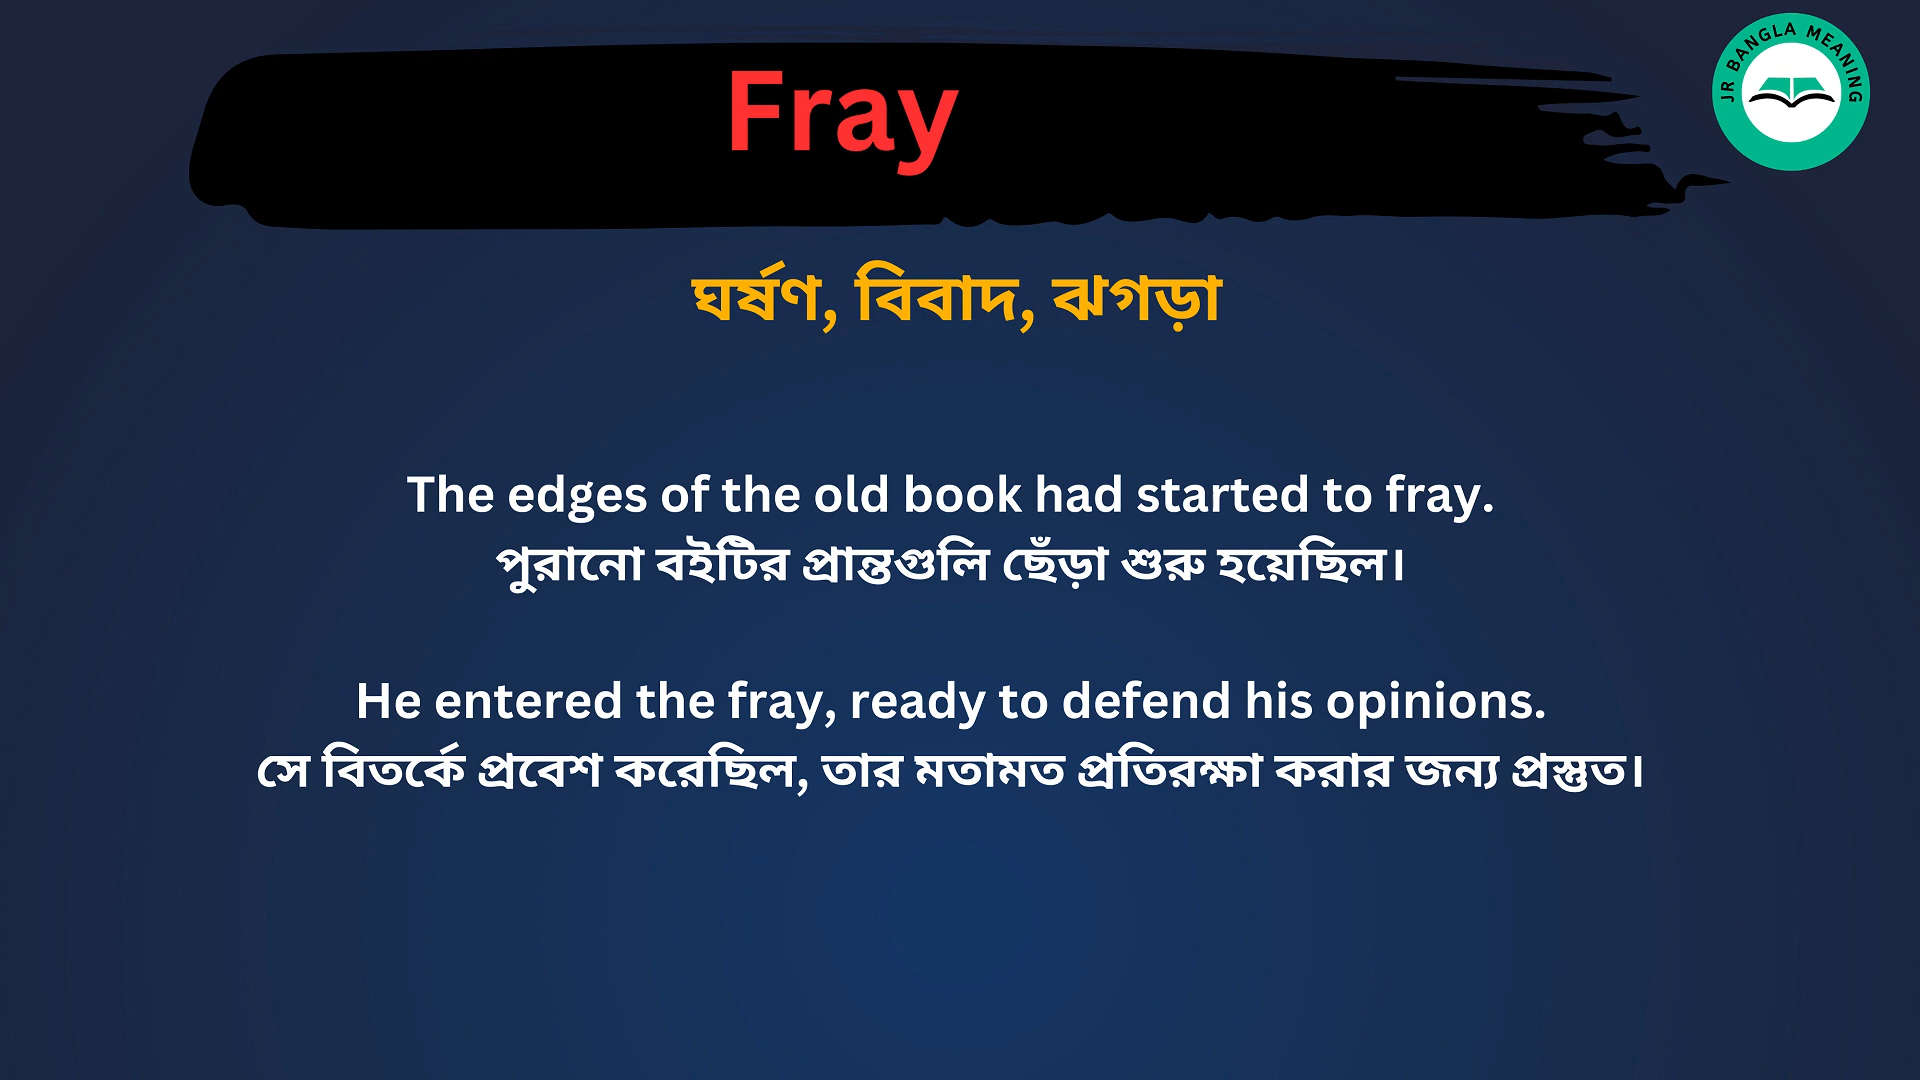 Fray
JR BANGLA MEANING
ঘর্ষণ, বিবাদ, ঝগড়া
The edges of the old book had started to fray.
পুরানো বইটির প্রান্তগুলি ছেঁড়া শুরু হয়েছিল।
He entered the fray, ready to defend his opinions.
সে বিতর্কে প্রবেশ করেছিল, তার মতামত প্রতিরক্ষা করার জন্য প্রস্তুত।